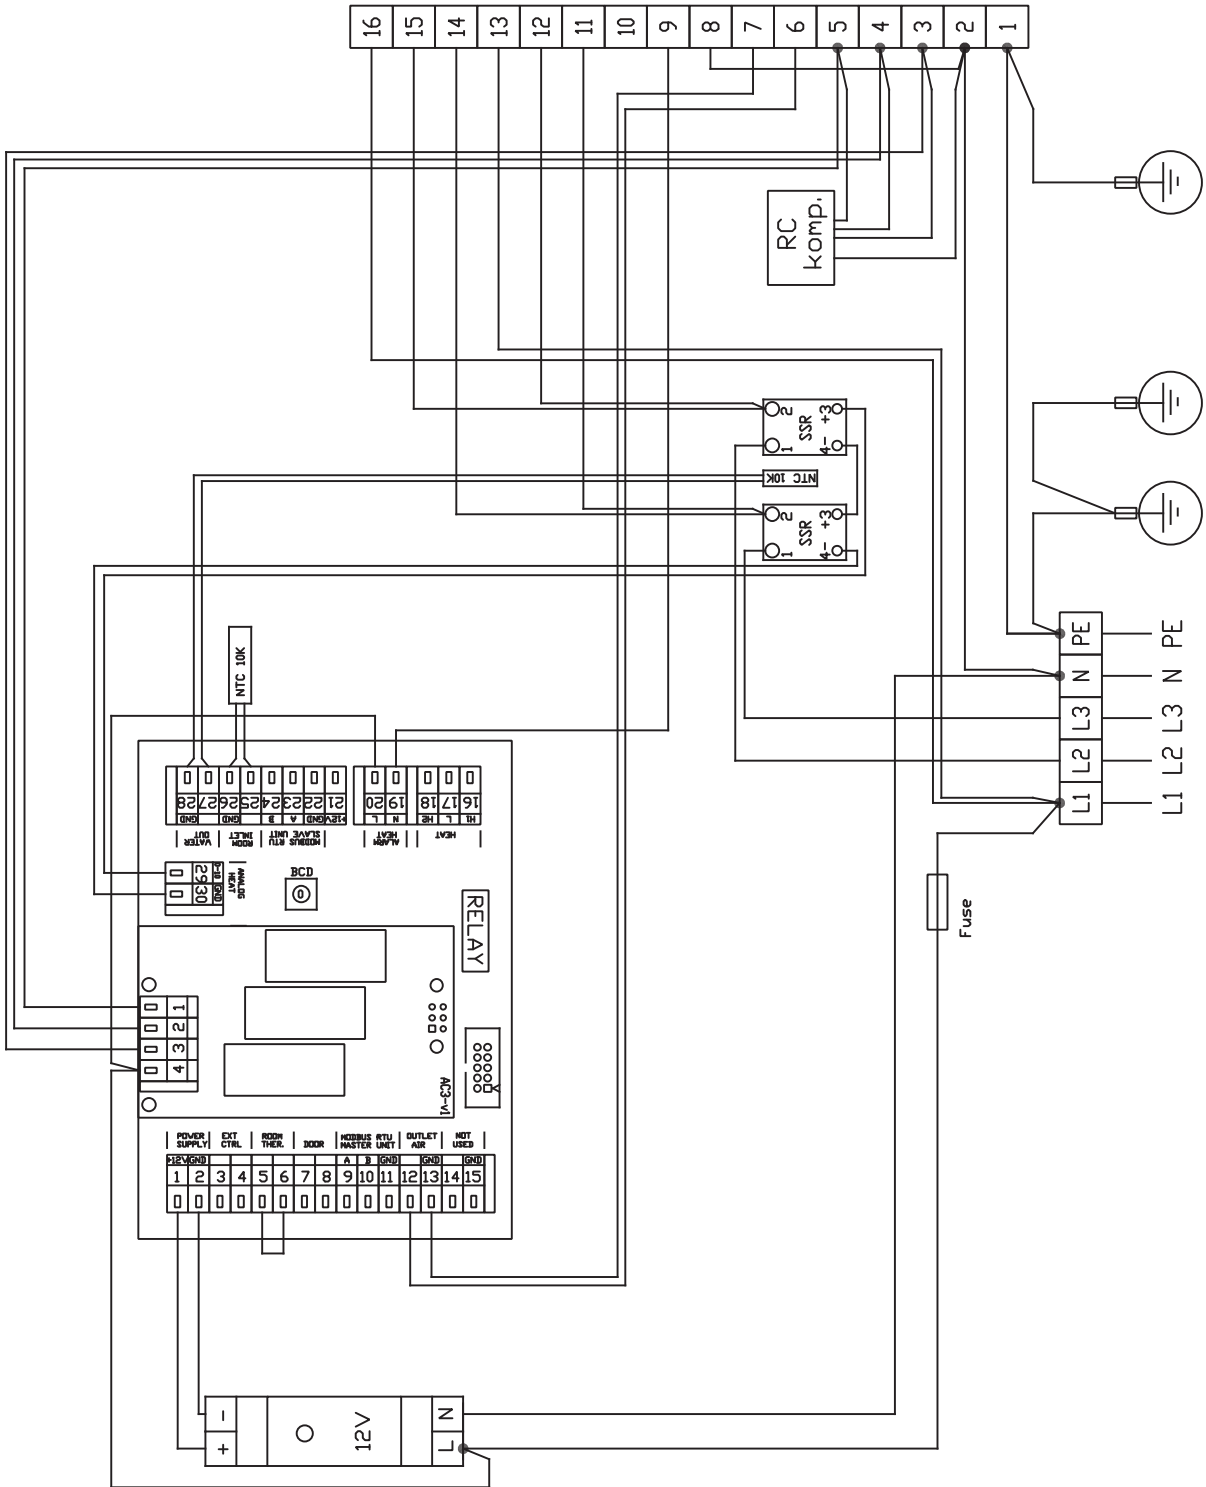 16 15 14 13 12 11 10 9 8 7 6 5 4 3 2 1
RC
komp.
2 +3
SSR
1 4-
NTC 10K
2 +3
SSR
1 4-
NTC 10K
PE PE
N N
L3 L3
L2 L2
L1 L1
28 27 26 25 24 23 22 21 20 19 18 17 16
GND GND B A GND +12V L N H2 L H1
WATER
OUT
ROOM
INLET
MODBUS RTU
SLAVE UNIT
ALARM
HEAT
HEAT
29 0-10
30 GND
ANALOG
HEAT
BCD
0
RELAY
Fuse
1
2
3
4
AC3-v1
POWER
SUPPLY
EXT
CTRL
ROOM
THER.
DOOR
MODBUS RTU
MASTER UNIT
OUTLET
AIR
NOT
USED
+12V GND A B GND GND GND
1 2 3 4 5 6 7 8 9 10 11 12 13 14 15
- N
+ 12V L